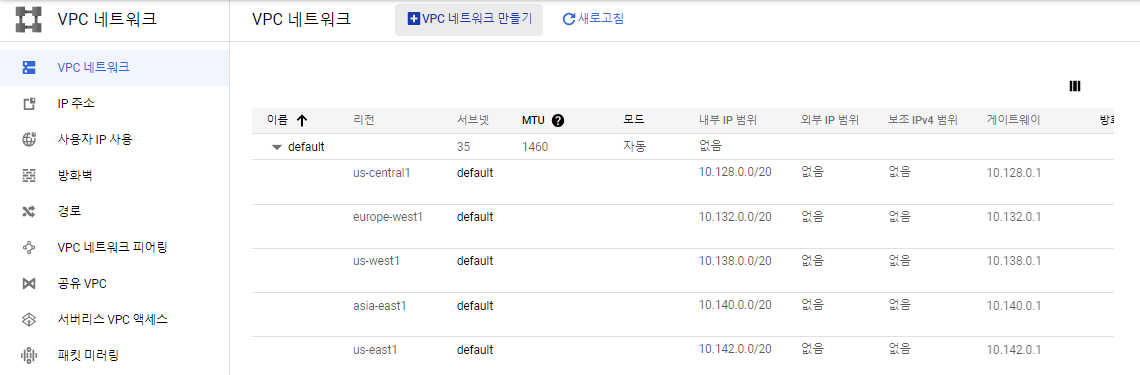 VPC 네트워크
VPC 네트워크
VPC 네트워크 만들기
새로고침
VPC 네트워크
IP 주소
사용자 IP 사용
방화벽
경로
VPC 네트워크 피어링
공유 VPC
서버리스 VPC 액세스
패킷 미러링
이름 리전 서브넷 MTU 모드 내부 IP 범위 외부 IP 범위 보조 IPv4 범위 게이트웨이
default 35 1460 자동 없음
us-central1 default 10.128.0.0/20 없음 없음 10.128.0.1
europe-west1 default 10.132.0.0/20 없음 없음 10.132.0.1
us-west1 default 10.138.0.0/20 없음 없음 10.138.0.1
asia-east1 default 10.140.0.0/20 없음 없음 10.140.0.1
us-east1 default 10.142.0.0/20 없음 없음 10.142.0.1